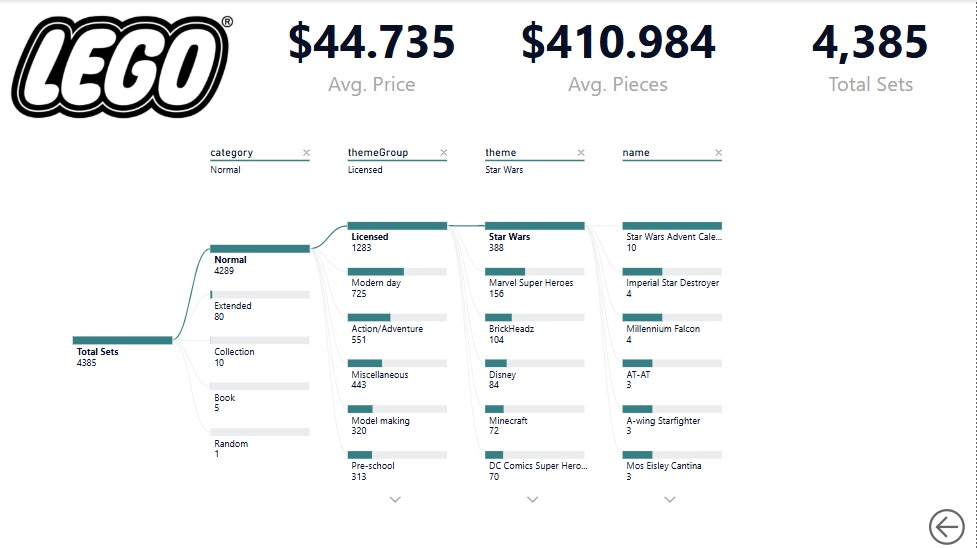 LEGO®
$44.735
Avg. Price
$410.984
Avg. Pieces
4,385
Total Sets
category ×
Normal
themeGroup ×
Licensed
theme ×
Star Wars
name ×
Total Sets
4385
Normal
4289
Extended
80
Collection
10
Book
5
Random
1
Licensed
1283
Modern day
725
Action/Adventure
551
Miscellaneous
443
Model making
320
Pre-school
313
Star Wars
388
Marvel Super Heroes
156
BrickHeadz
104
Disney
84
Minecraft
72
DC Comics Super Hero...
70
Star Wars Advent Cale...
10
Imperial Star Destroyer
4
Millennium Falcon
4
AT-AT
3
A-wing Starfighter
3
Mos Eisley Cantina
3